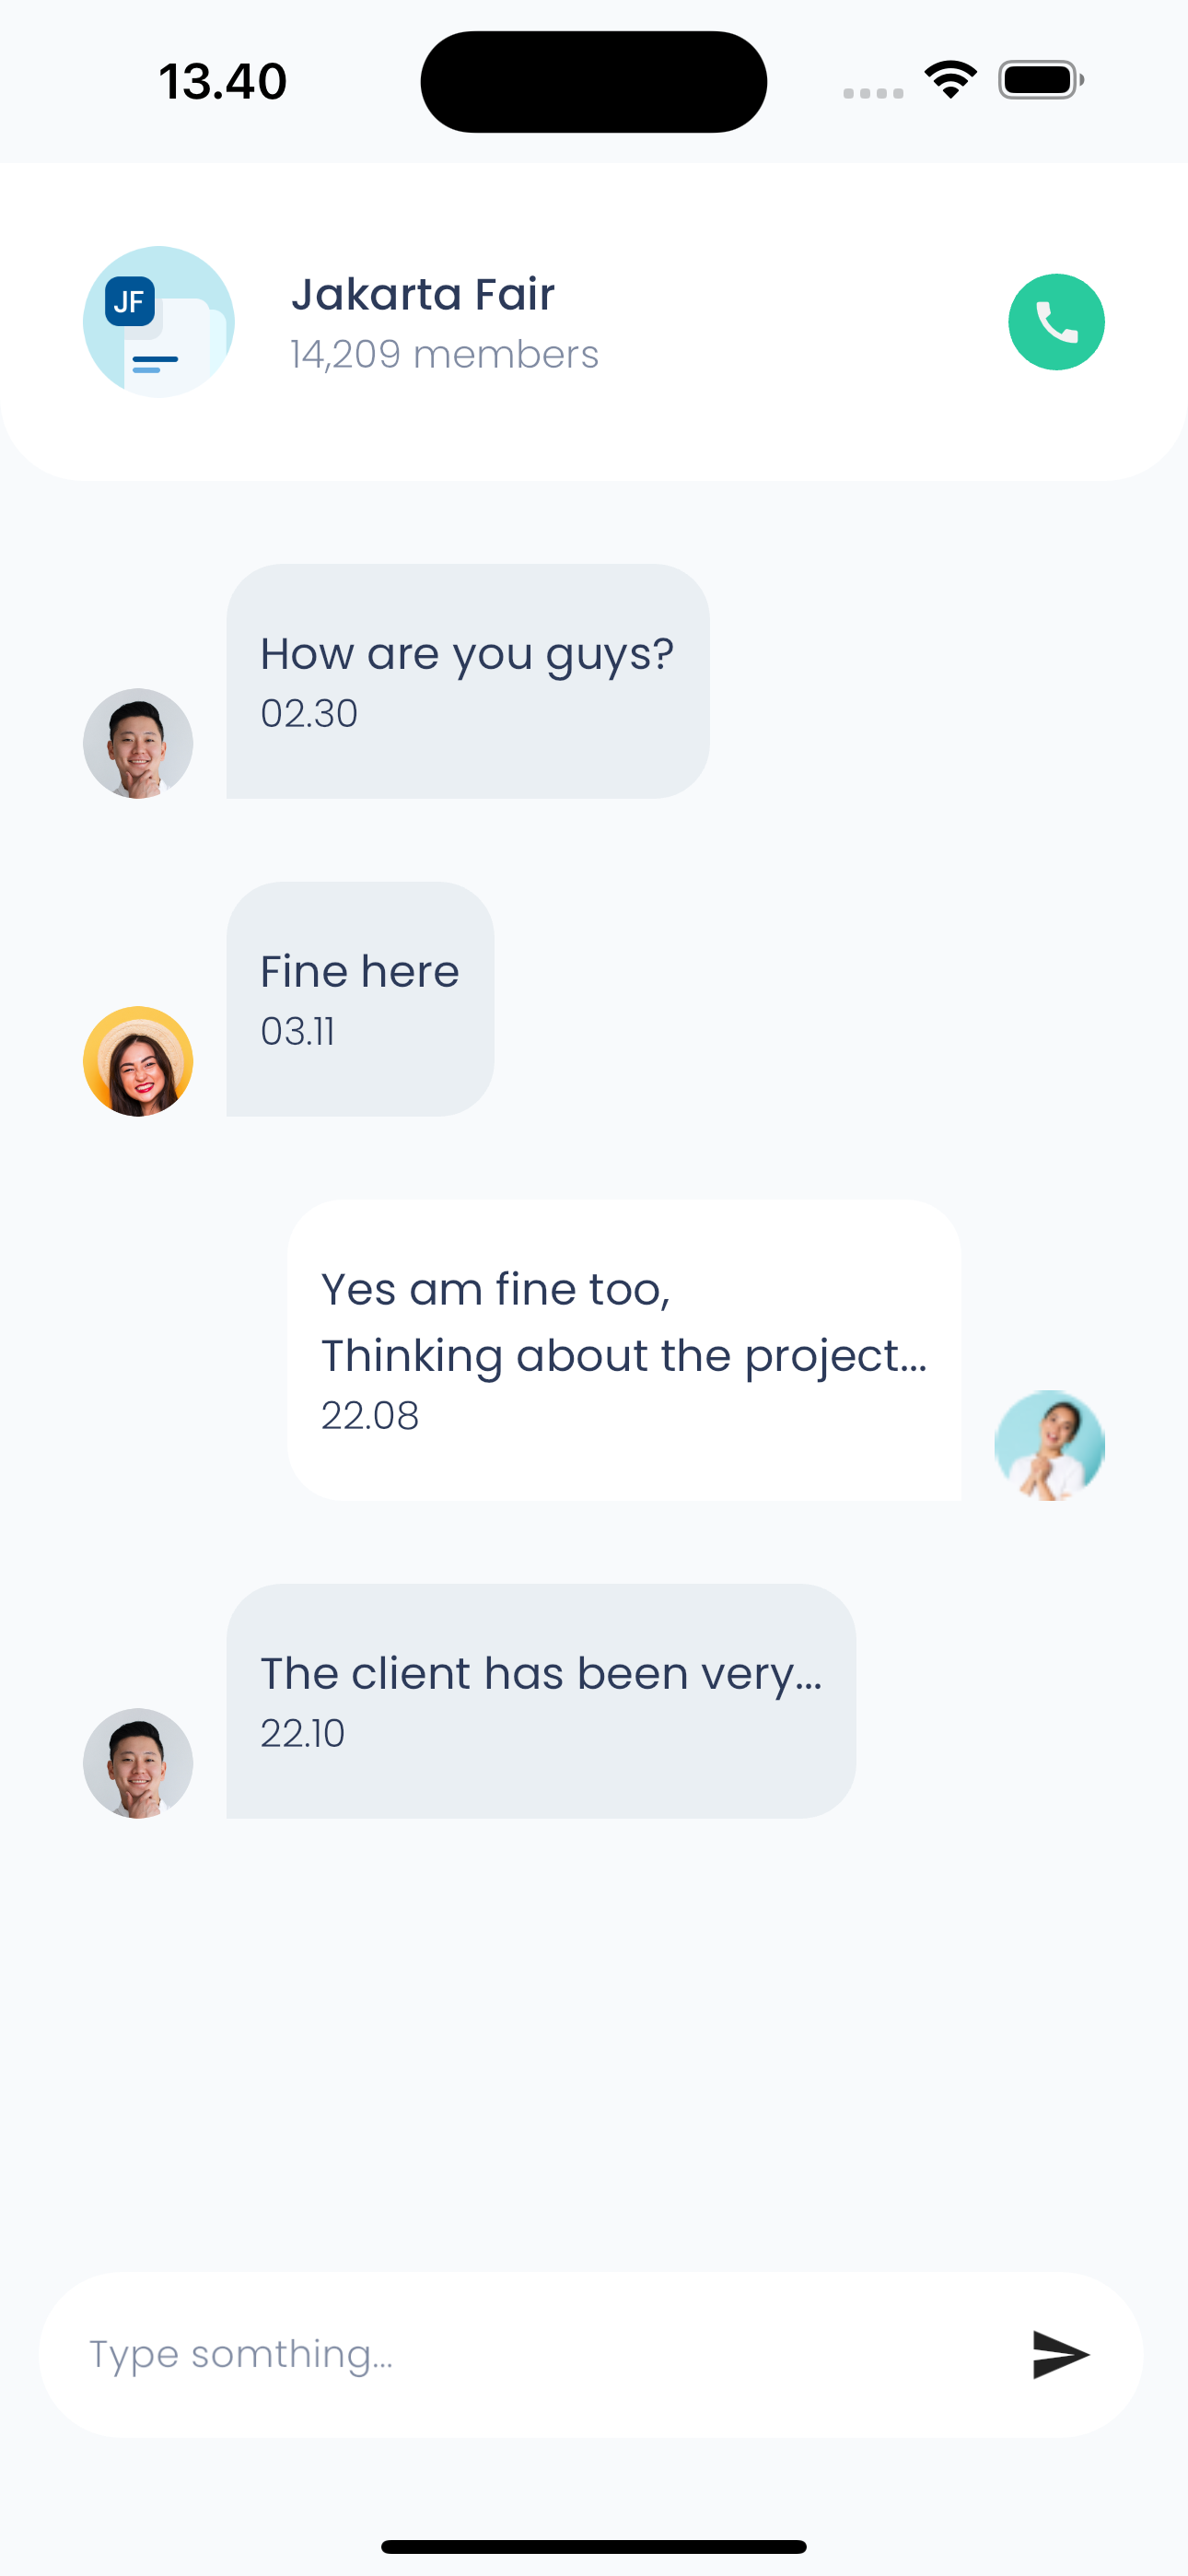 13.40
JF
Jakarta Fair
14,209 members
How are you guys?
02.30
Fine here
03.11
Yes am fine too,
Thinking about the project...
22.08
The client has been very...
22.10
Type somthing...